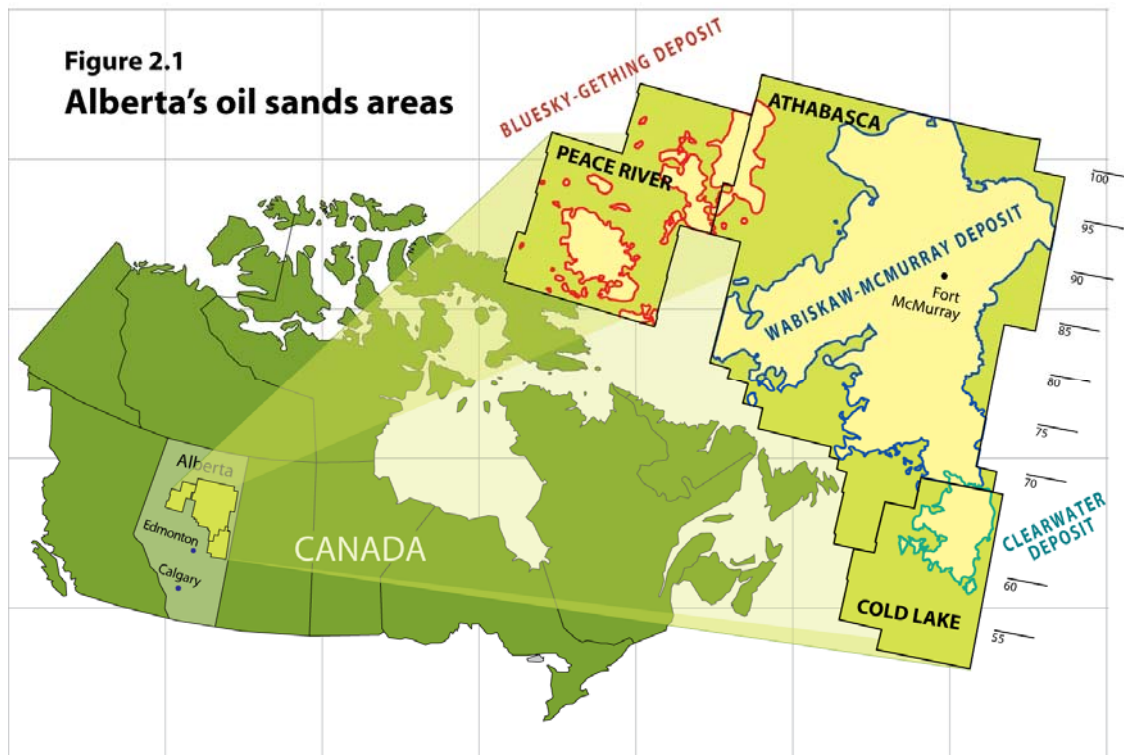 Figure 2.1
Alberta's oil sands areas
BLUESKY-GETHING DEPOSIT
ATHABASCA
PEACE RIVER
100
95
WABISKAW-MCMURRAY DEPOSIT
90
Fort
McMurray
85
80
75
Alberta
70
CLEARWATER
DEPOSIT
Edmonton
CANADA
Calgary
60
COLD LAKE
55